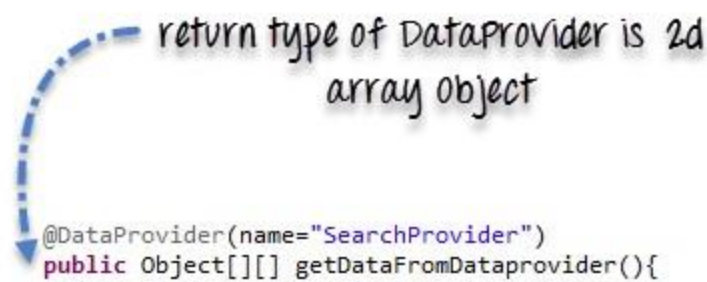 return type of DataProvider is 2d
array object
@DataProvider(name="SearchProvider")
public Object[][] getDataFromDataprovider(){